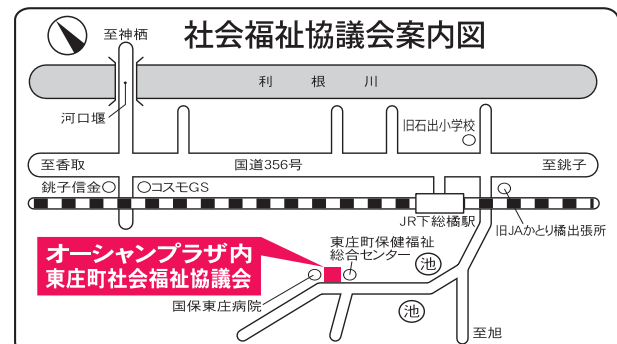 社会福祉協議会案内図
至神栖
利根川
河口堰
旧石出小学校
至香取
国道356号
至銚子
銚子信金
コスモGS
JR下総橘駅
旧JAかとり橘出張所
オーシャンプラザ内
東庄町社会福祉協議会
東庄町保健福祉
総合センター
池
国保東庄病院
池
至旭